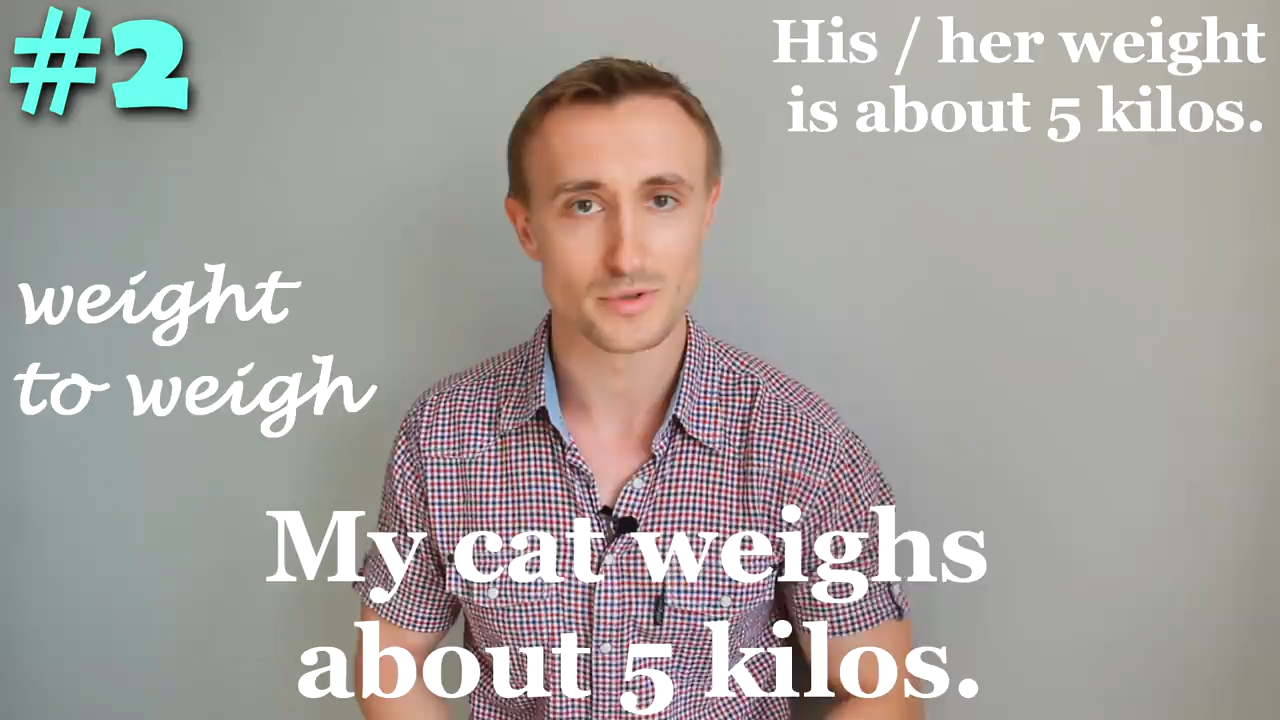 #2
His / her weight
is about 5 kilos.
weight
to weigh
My cat weighs
about 5 kilos.